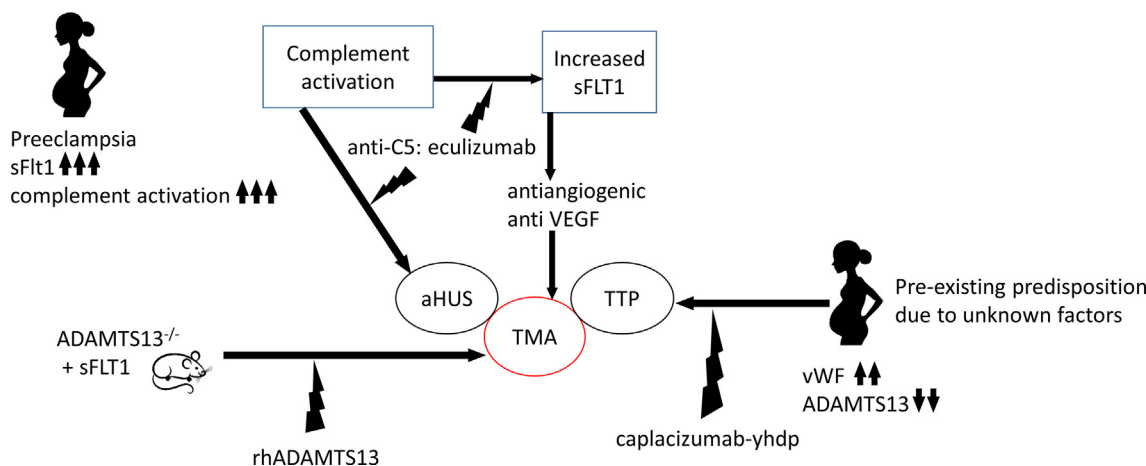 Complement
activation
Increased
sFLT1
Preeclampsia
sFlt1
complement activation
anti-C5: eculizumab
antiangiogenic
anti VEGF
aHUS
TMA
TTP
Pre-existing predisposition
due to unknown factors
vWF
ADAMTS13
ADAMTS13-/-
+ sFLT1
rhADAMTS13
caplacizumab-yhdp